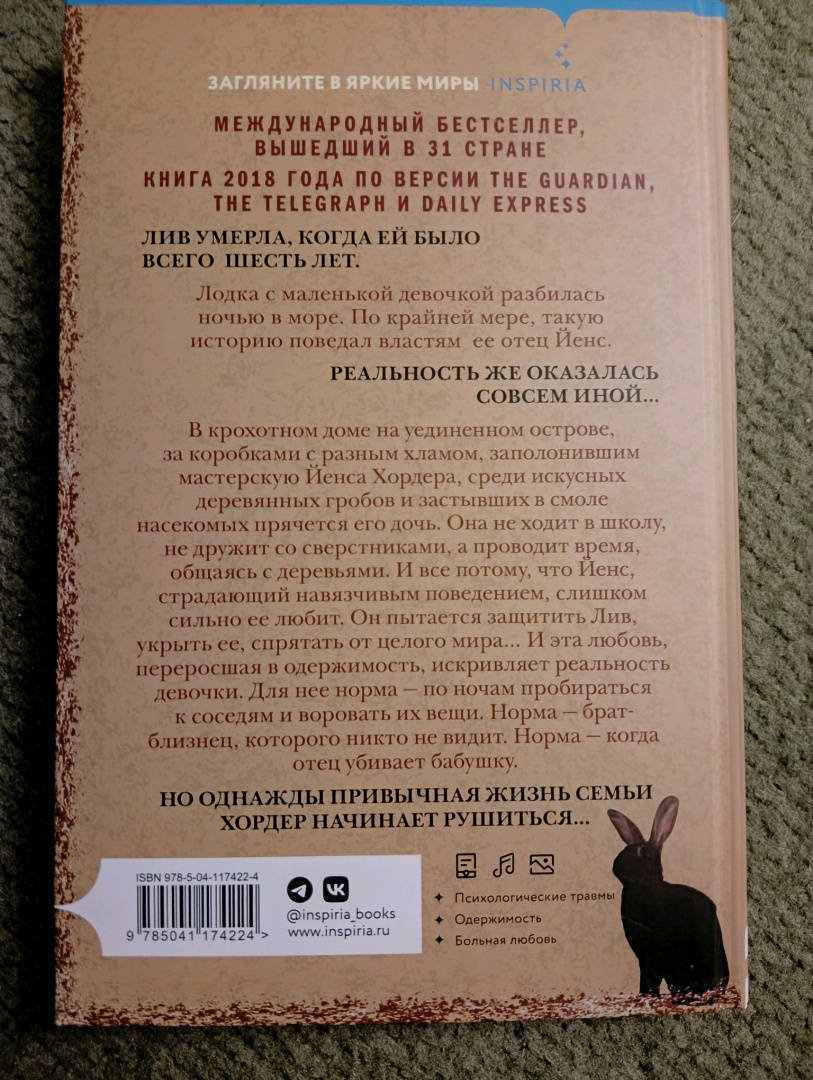 ЗАГЛЯНИТЕ В ЯРКИЕ МИРЫ INSPIRIA
МЕЖДУНАРОДНЫЙ БЕСТСЕЛЛЕР,
ВЫШЕДШИЙ В 31 СТРАНЕ
КНИГА 2018 ГОДА ПО ВЕРСИИ THE GUARDIAN,
THE TELEGRAPH И DAILY EXPRESS
ЛИВ УМЕРЛА, КОГДА ЕЙ БЫЛО
ВСЕГО ШЕСТЬ ЛЕТ.
Лодка с маленькой девочкой разбилась
ночью в море. По крайней мере, такую
историю поведал властям ее отец Йенс.
РЕАЛЬНОСТЬ ЖЕ ОКАЗАЛАСЬ
СОВСЕМ ИНОЙ...
В крохотном доме на уединенном острове,
за коробками с разным хламом, заполонившим
мастерскую Йенса Хордера, среди искусных
деревянных гробов и застывших в смоле
насекомых прячется его дочь. Она не ходит в школу,
не дружит со сверстниками, а проводит время,
общаясь с деревьями. И все потому, что Йенс,
страдающий навязчивым поведением, слишком
сильно ее любит. Он пытается защитить Лив,
укрыть ее, спрятать от целого мира... И эта любовь,
переросшая в одержимость, искривляет реальность
девочки. Для нее норма – по ночам пробираться
к соседям и воровать их вещи. Норма – брат-
близнец, которого никто не видит. Норма – когда
отец убивает бабушку.
НО ОДНАЖДЫ ПРИВЫЧНАЯ ЖИЗНЬ СЕМЬИ
ХОРДЕР НАЧИНАЕТ РУШИТЬСЯ...
ISBN 978-5-04-117422-4
9 785041 174224 >
@inspiria_books
www.inspiria.ru
Психологические травмы
Одержимость
Больная любовь